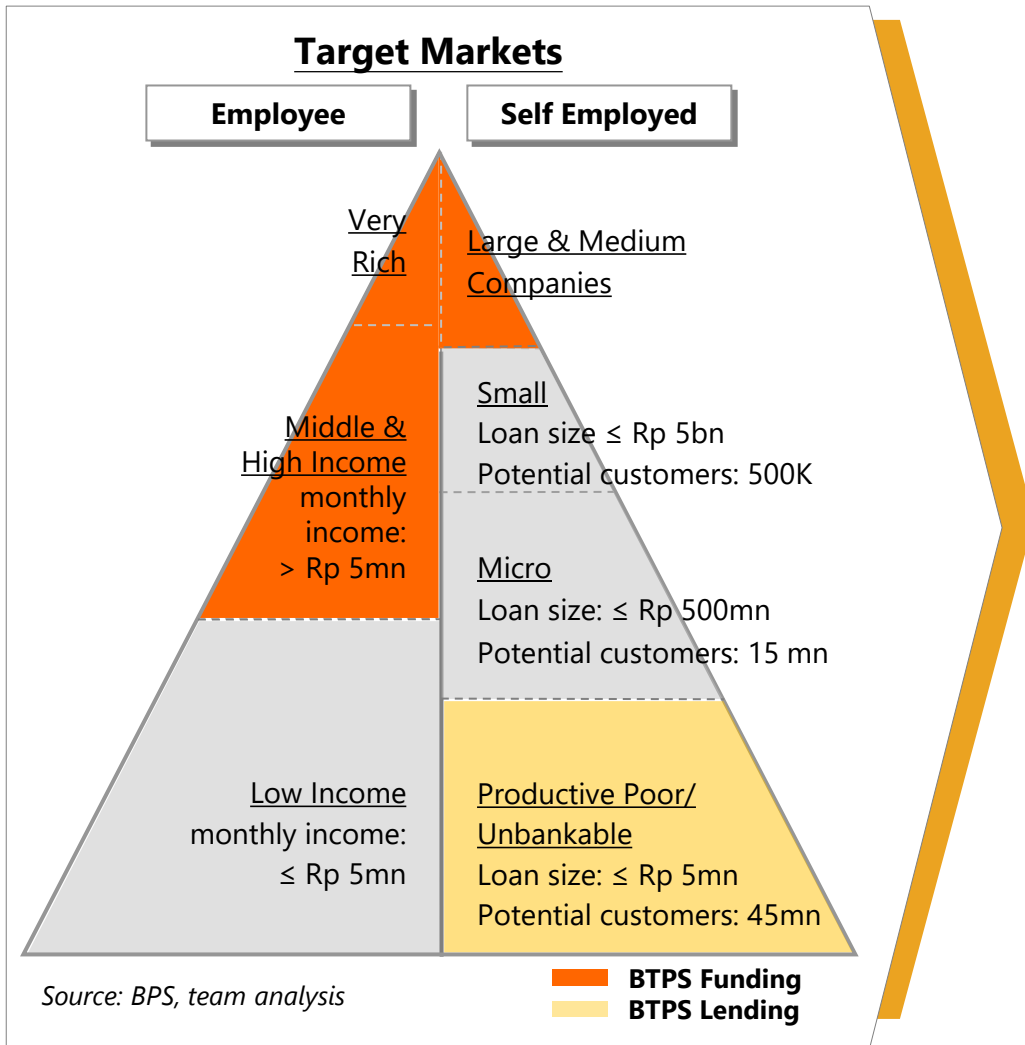 Target Markets
Employee
Self Employed
Very
Rich
Large & Medium
Companies
Middle &
High Income
monthly
income:
> Rp 5mn
Small
Loan size ≤ Rp 5bn
Potential customers: 500K
Micro
Loan size: ≤ Rp 500mn
Potential customers: 15 mn
Low Income
monthly income:
≤ Rp 5mn
Productive Poor/
Unbankable
Loan size: ≤ Rp 5mn
Potential customers: 45mn
Source: BPS, team analysis
BTPS Funding
BTPS Lending